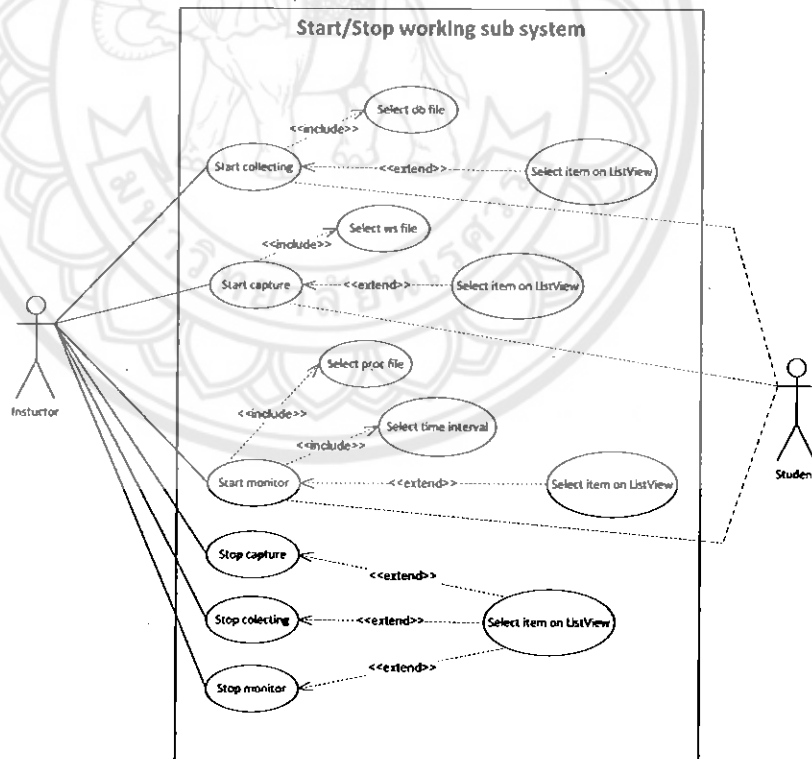 Start/Stop working sub system
Select db file
<<include>>
Start collecting
<<extend>>
Select item on ListView
Select ws file
<<include>>
Start capture
<<extend>>
Select item on ListView
Select proc file
<<include>>
Select time interval
<<include>>
Start monitor
<<extend>>
Select item on ListView
Instuctor
Studen
Stop capture
<<extend>>
Stop colecting
<<extend>>
Select item on ListView
<<extend>>
Stop monitor